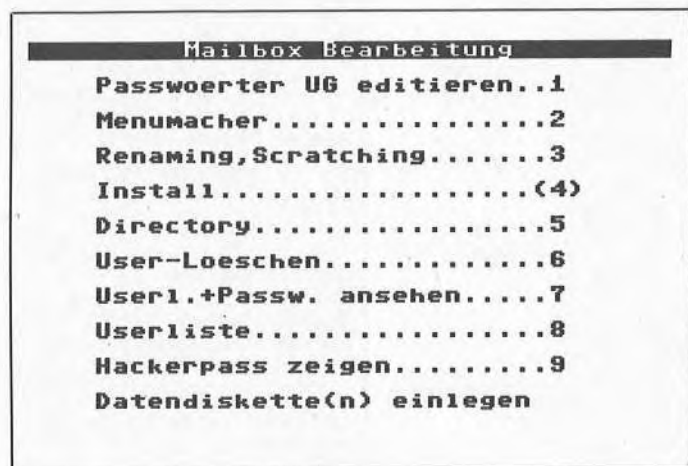 Mailbox Bearbeitung
Passwoerter UG editieren..1
Menumacher................2
Renaming,Scratching.......3
Install..................(4)
Directory.................5
User-Loeschen.............6
Userl.+Passw. ansehen.....7
Userliste.................8
Hackerpass zeigen.........9
Datendiskette(n) einlegen